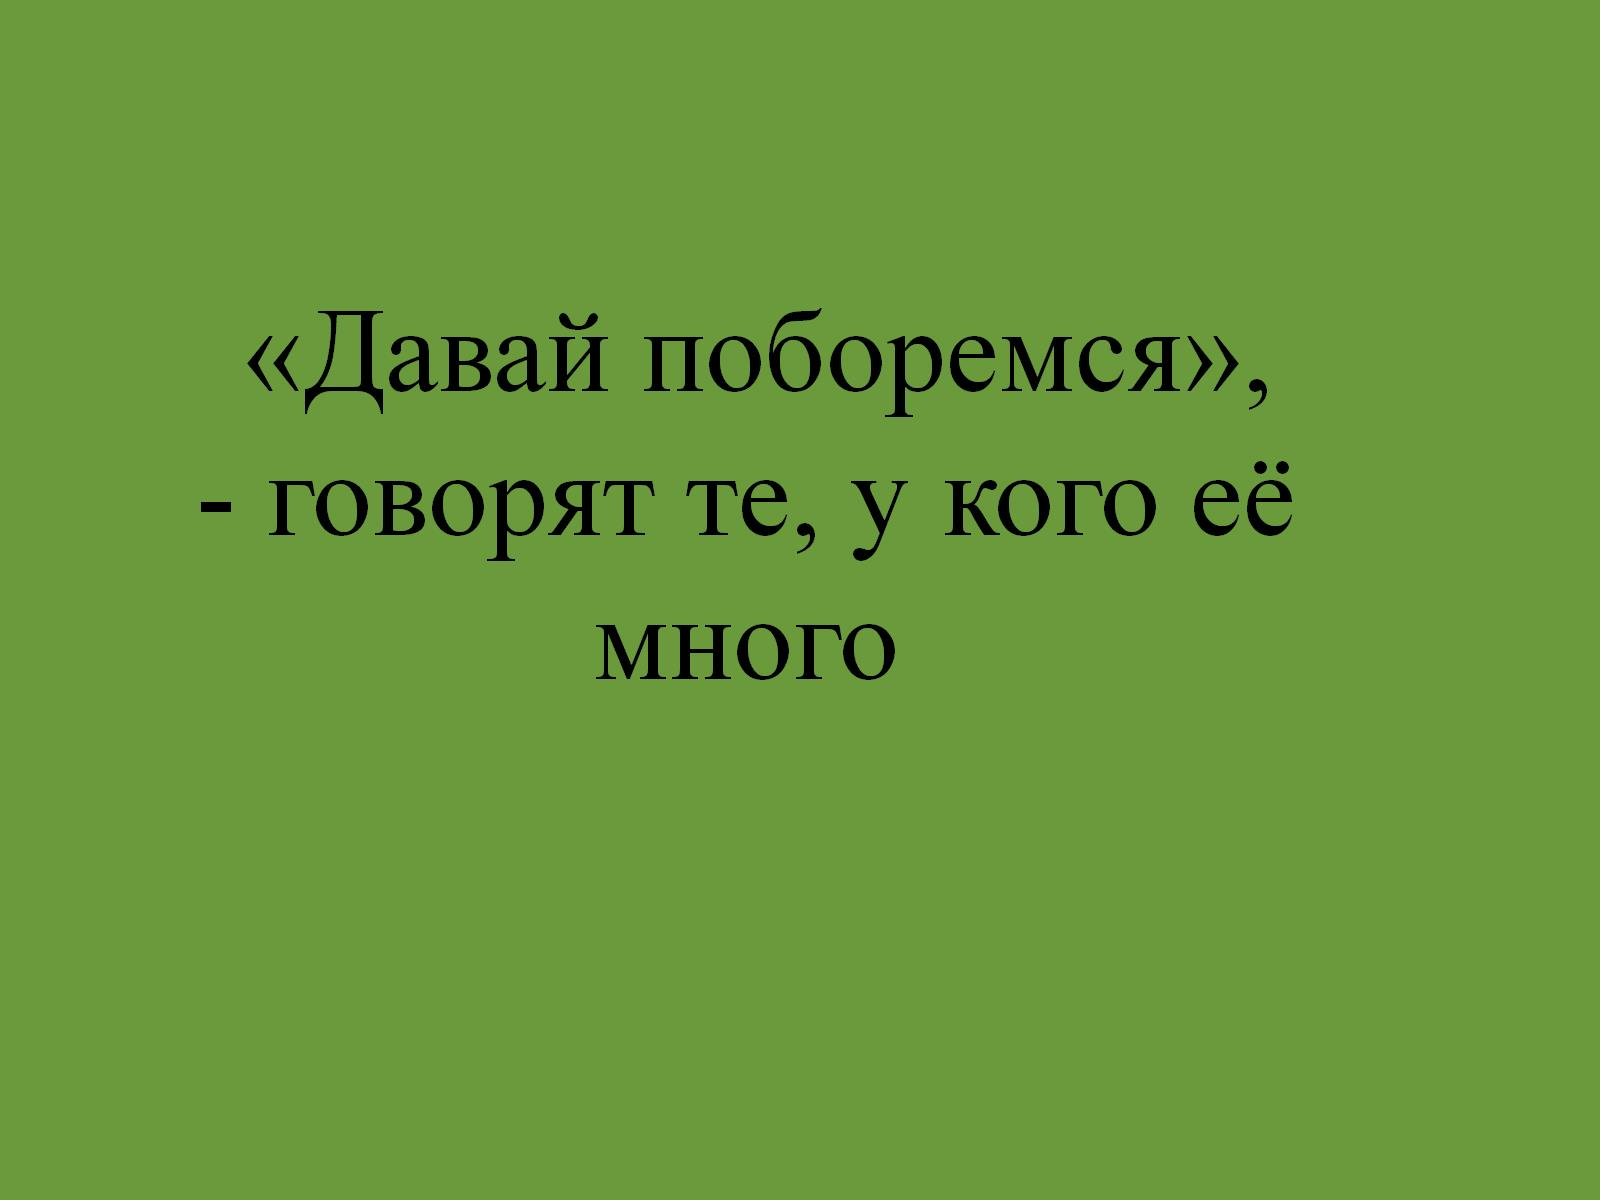 «Давай поборемся»,
- говорят те, у кого её
много